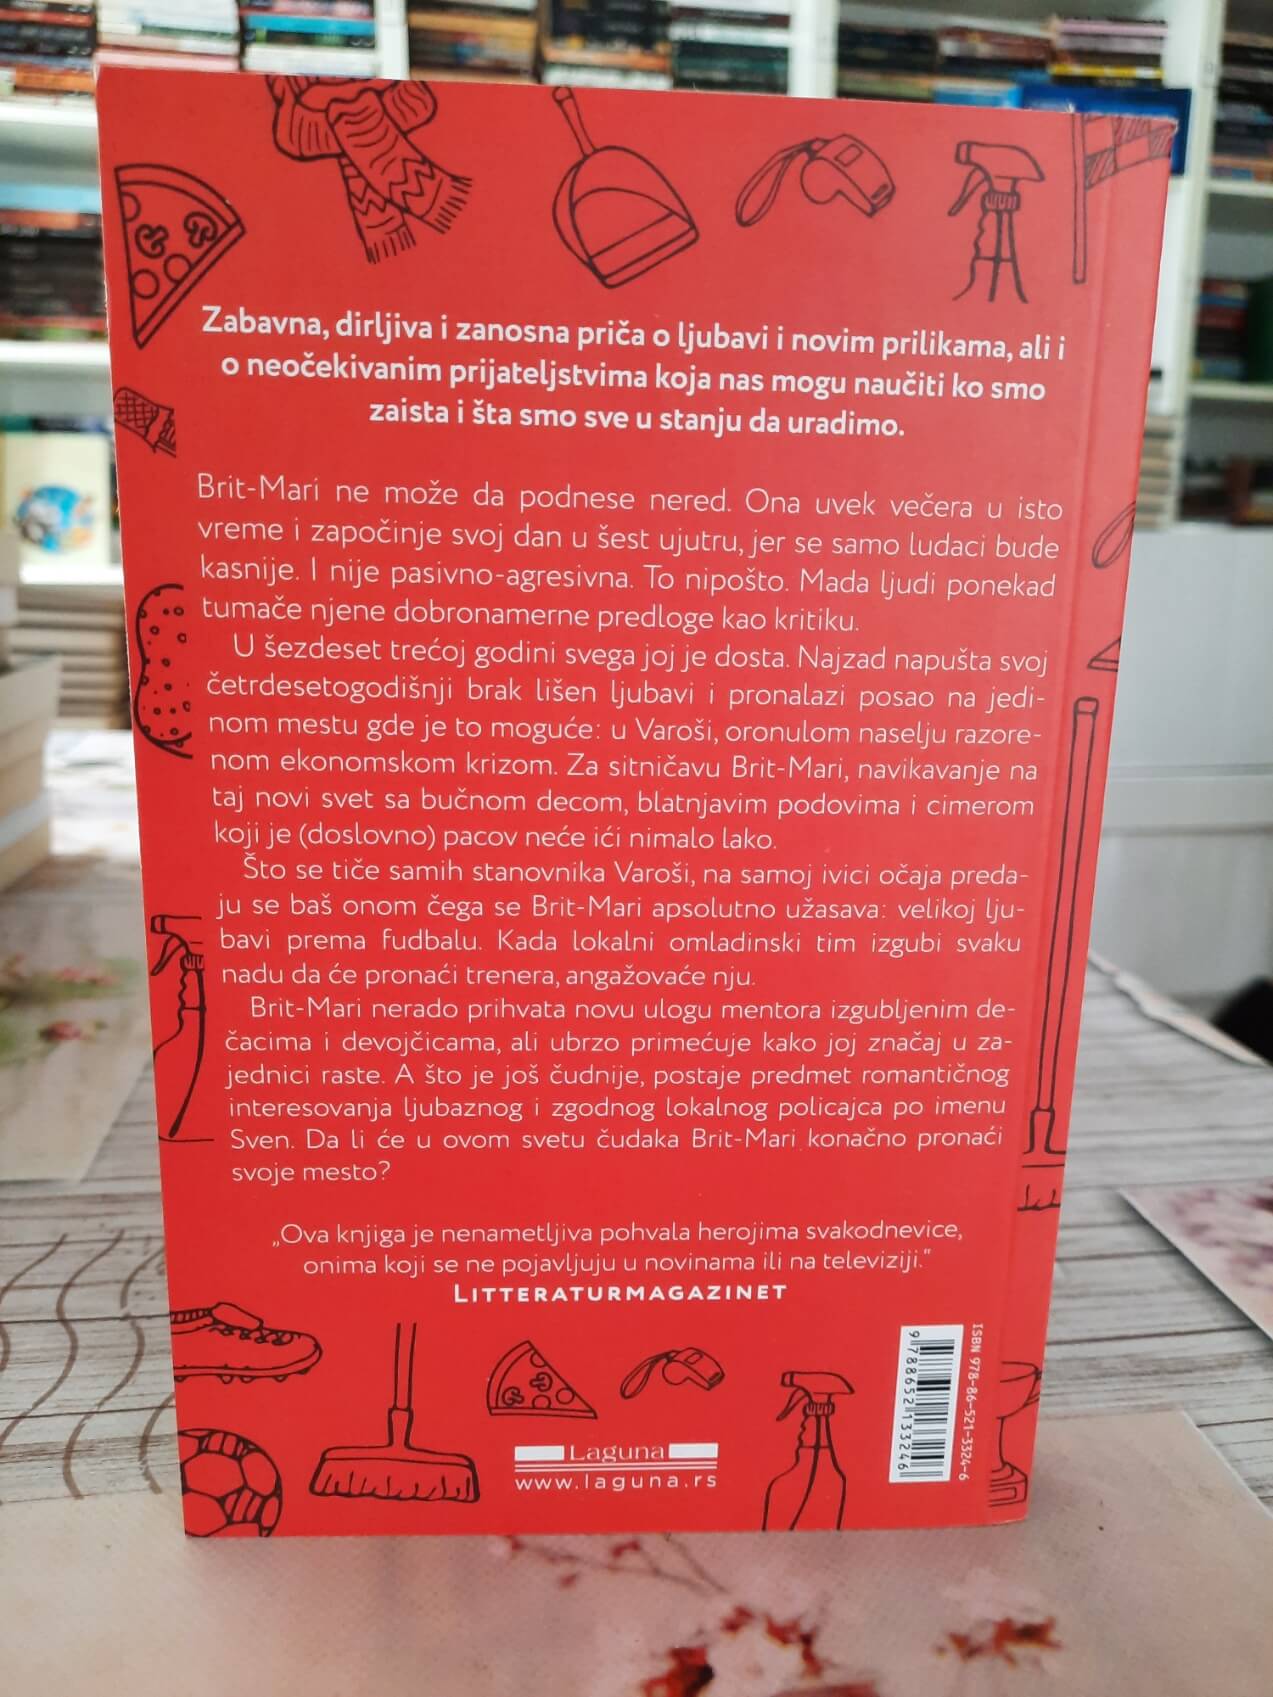 Zabavna, dirljiva i zanosna priča o ljubavi i novim prilikama, ali i
o neočekivanim prijateljstvima koja nas mogu naučiti ko smo
zaista i šta smo sve u stanju da uradimo.
Brit-Mari ne može da podnese nered. Ona uvek večera u isto
vreme i započinje svoj dan u šest ujutru, jer se samo ludaci bude
kasnije. I nije pasivno-agresivna. To nipošto. Mada ljudi ponekad
tumače njene dobronamerne predloge kao kritiku.
U šezdeset trećoj godini svega joj je dosta. Najzad napušta svoj
četrdesetogodišnji brak lišen ljubavi i pronalazi posao na jedi-
nom mestu gde je to moguće: u Varoši, oronulom naselju razore-
nom ekonomskom krizom. Za sitničavu Brit-Mari, navikavanje na
taj novi svet sa bučnom decom, blatnjavim podovima i cimerom
koji je (doslovno) pacov neće ići nimalo lako.
Što se tiče samih stanovnika Varoši, na samoj ivici očaja preda-
ju se baš onom čega se Brit-Mari apsolutno užasava: velikoj lju-
bavi prema fudbalu. Kada lokalni omladinski tim izgubi svaku
nadu da će pronaći trenera, angažovaće nju.
Brit-Mari nerado prihvata novu ulogu mentora izgubljenim de-
čacima i devojčicama, ali ubrzo primećuje kako joj značaj u za-
jednici raste. A što je još čudnije, postaje predmet romantičnog
interesovanja ljubaznog i zgodnog lokalnog policajca po imenu
Sven. Da li će u ovom svetu čudaka Brit-Mari konačno pronaći
svoje mesto?
„Ova knjiga je nenametljiva pohvala herojima svakodnevice,
onima koji se ne pojavljuju u novinama ili na televiziji.“
LITTERATURMAGAZINET
Laguna
www.laguna.rs
ISBN 978-86-521-3324-6
9788652133246